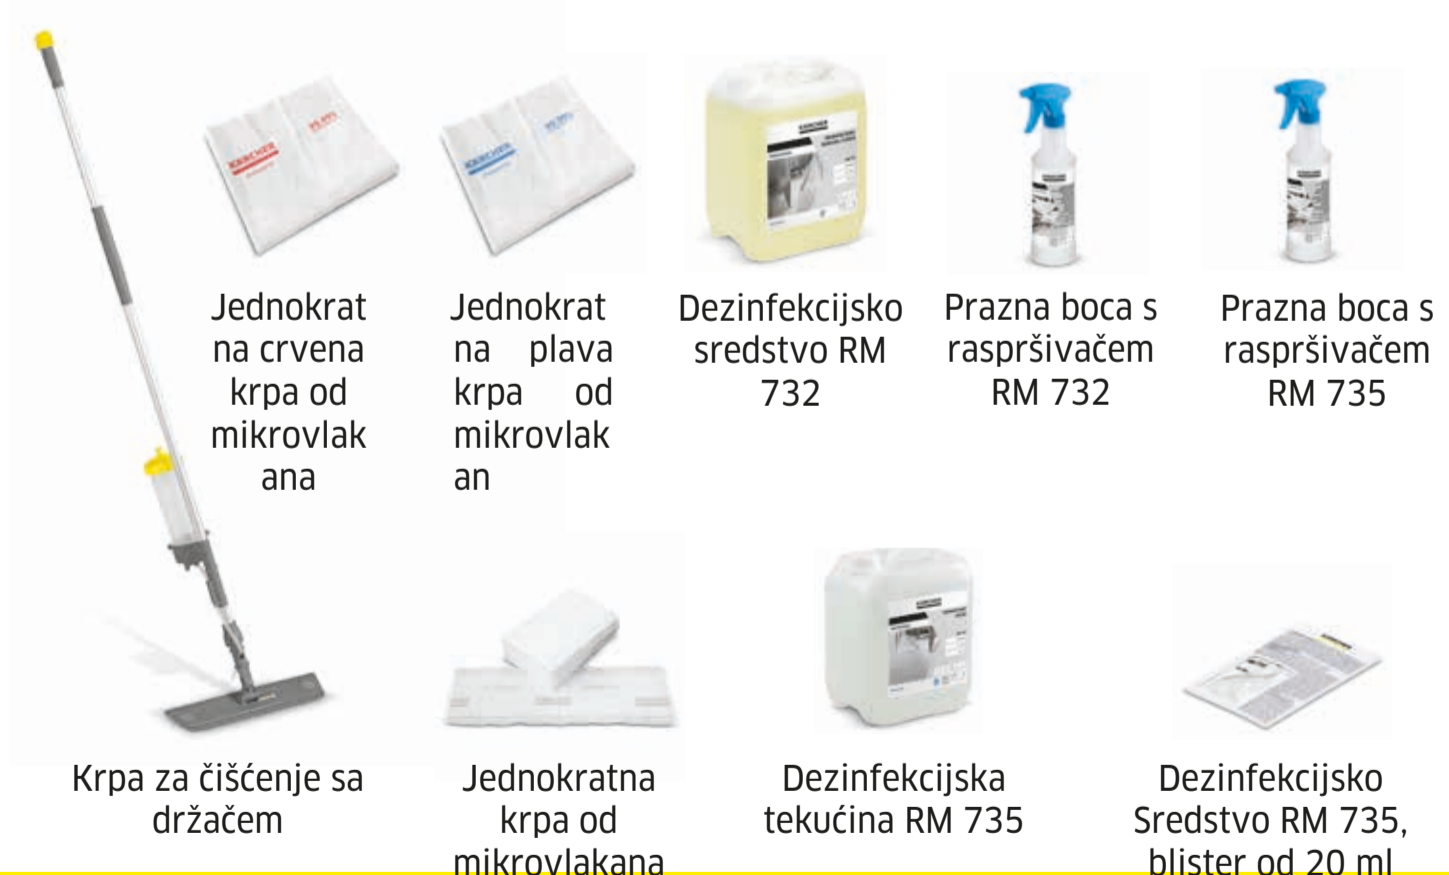 KÄRCHER
KÄRCHER
Jednokrat
na crvena
krpa od
mikrovlak
ana
Jednokrat
na plava
krpa od
mikrovlak
an
Dezinfekcijsko
sredstvo RM
732
Prazna boca s
raspršivačem
RM 732
Prazna boca s
raspršivačem
RM 735
Krpa za čišćenje sa
držačem
Jednokratna
krpa od
mikrovlakana
Dezinfekcijska
tekućina RM 735
Dezinfekcijsko
Sredstvo RM 735,
blister od 20 ml